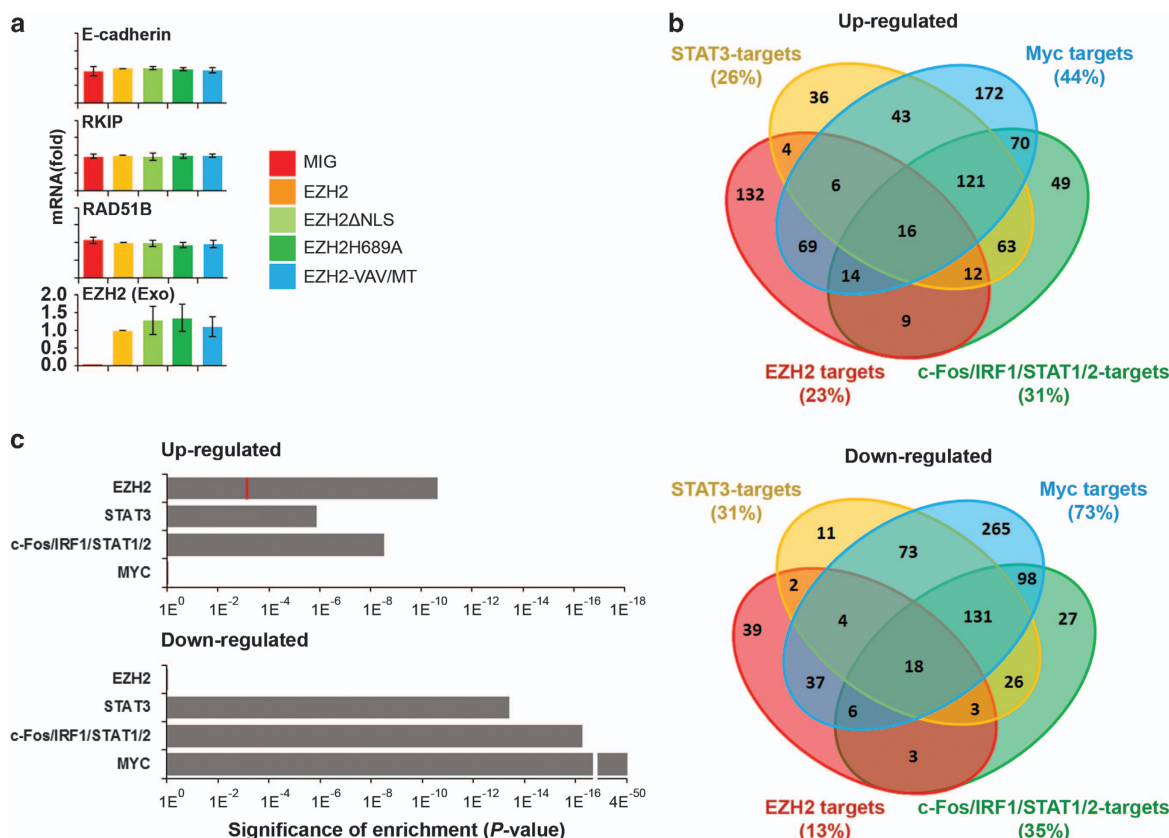 a
E-cadherin
RKIP
RAD51B
EZH2 (Exo)
mRNA(fold)
2.0
1.5
1.0
0.5
0.0
MIG
EZH2
EZH2ΔNLS
EZH2H689A
EZH2-VAV/MT
b
Up-regulated
STAT3-targets
(26%)
Myc targets
(44%)
36
172
43
4
70
132
6
121
49
16
69
63
14
12
9
EZH2 targets
(23%)
c-Fos/IRF1/STAT1/2-targets
(31%)
c
Up-regulated
EZH2
STAT3
c-Fos/IRF1/STAT1/2
MYC
1E^0 1E^-2 1E^-4 1E^-6 1E^-8 1E^-10 1E^-12 1E^-14 1E^-16 1E^-18
Down-regulated
EZH2
STAT3
c-Fos/IRF1/STAT1/2
MYC
1E^0 1E^-2 1E^-4 1E^-6 1E^-8 1E^-10 1E^-12 1E^-14 1E^-16 4E^-50
Significance of enrichment (P-value)
Down-regulated
STAT3-targets
(31%)
Myc targets
(73%)
11
265
73
2
98
39
4
131
27
18
37
26
6
3
3
EZH2 targets
(13%)
c-Fos/IRF1/STAT1/2-targets
(35%)